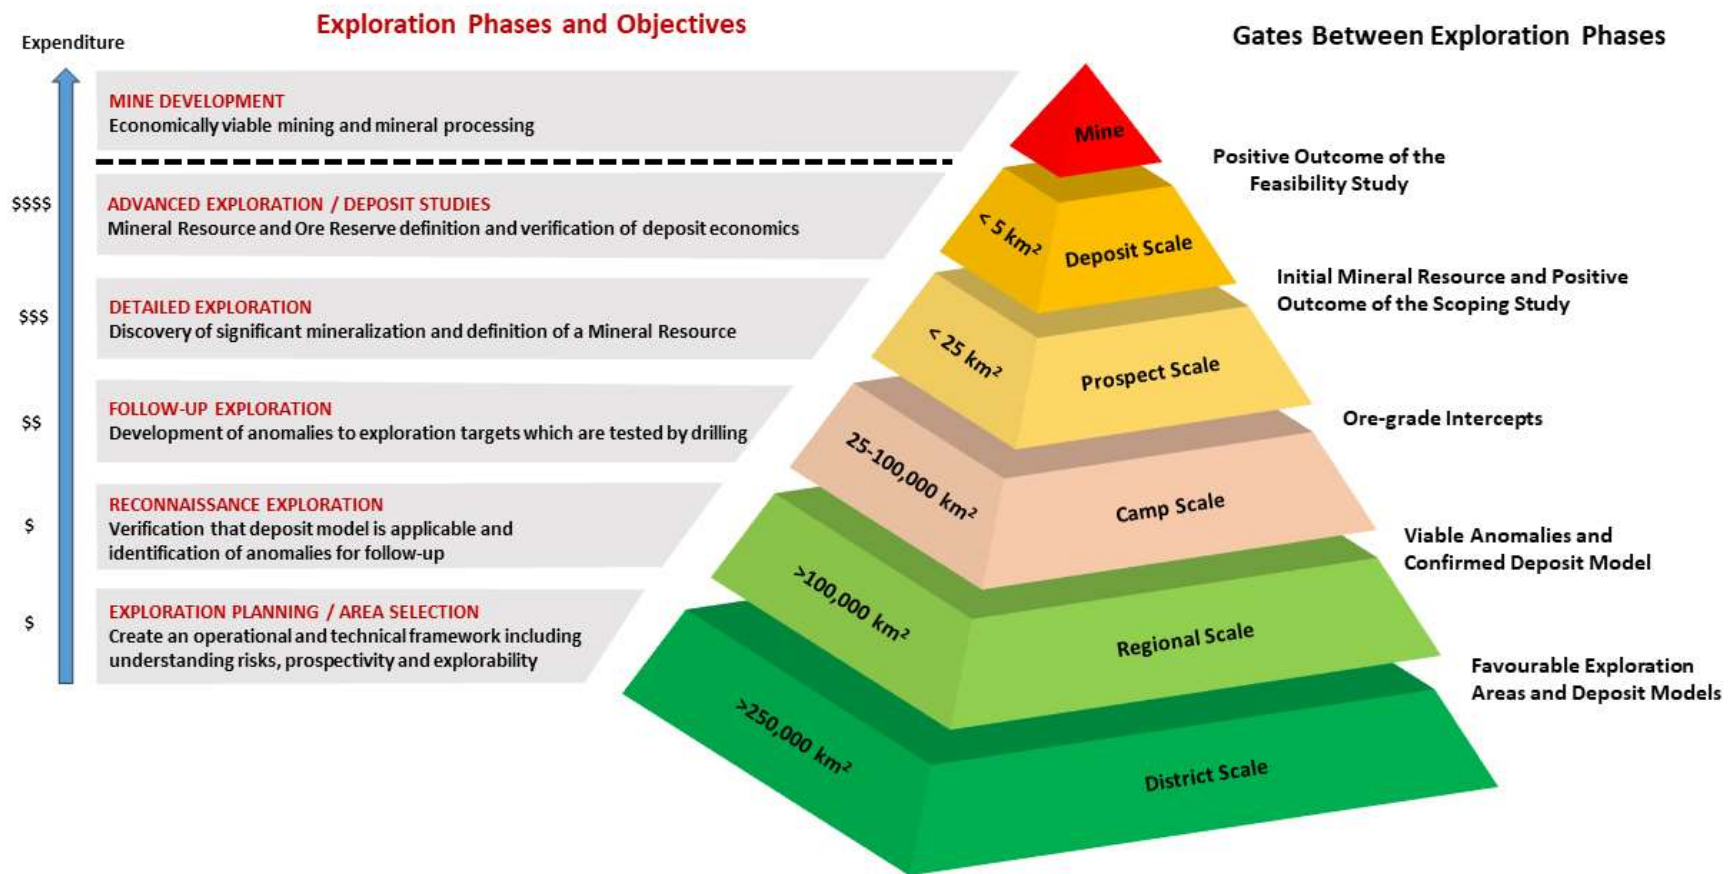 Exploration Phases and Objectives
Gates Between Exploration Phases
Expenditure
MINE DEVELOPMENT
Economically viable mining and mineral processing
$$$$
ADVANCED EXPLORATION / DEPOSIT STUDIES
Mineral Resource and Ore Reserve definition and verification of deposit economics
$$$
DETAILED EXPLORATION
Discovery of significant mineralization and definition of a Mineral Resource
$$
FOLLOW-UP EXPLORATION
Development of anomalies to exploration targets which are tested by drilling
$
RECONNAISSANCE EXPLORATION
Verification that deposit model is applicable and
identification of anomalies for follow-up
$
EXPLORATION PLANNING / AREA SELECTION
Create an operational and technical framework including
understanding risks, prospectivity and explorability
Mine
< 5 km²
Deposit Scale
< 25 km²
Prospect Scale
25-100,000 km²
Camp Scale
>100,000 km²
Regional Scale
>250,000 km²
District Scale
Positive Outcome of the
Feasibility Study
Initial Mineral Resource and Positive
Outcome of the Scoping Study
Ore-grade Intercepts
Viable Anomalies and
Confirmed Deposit Model
Favourable Exploration
Areas and Deposit Models